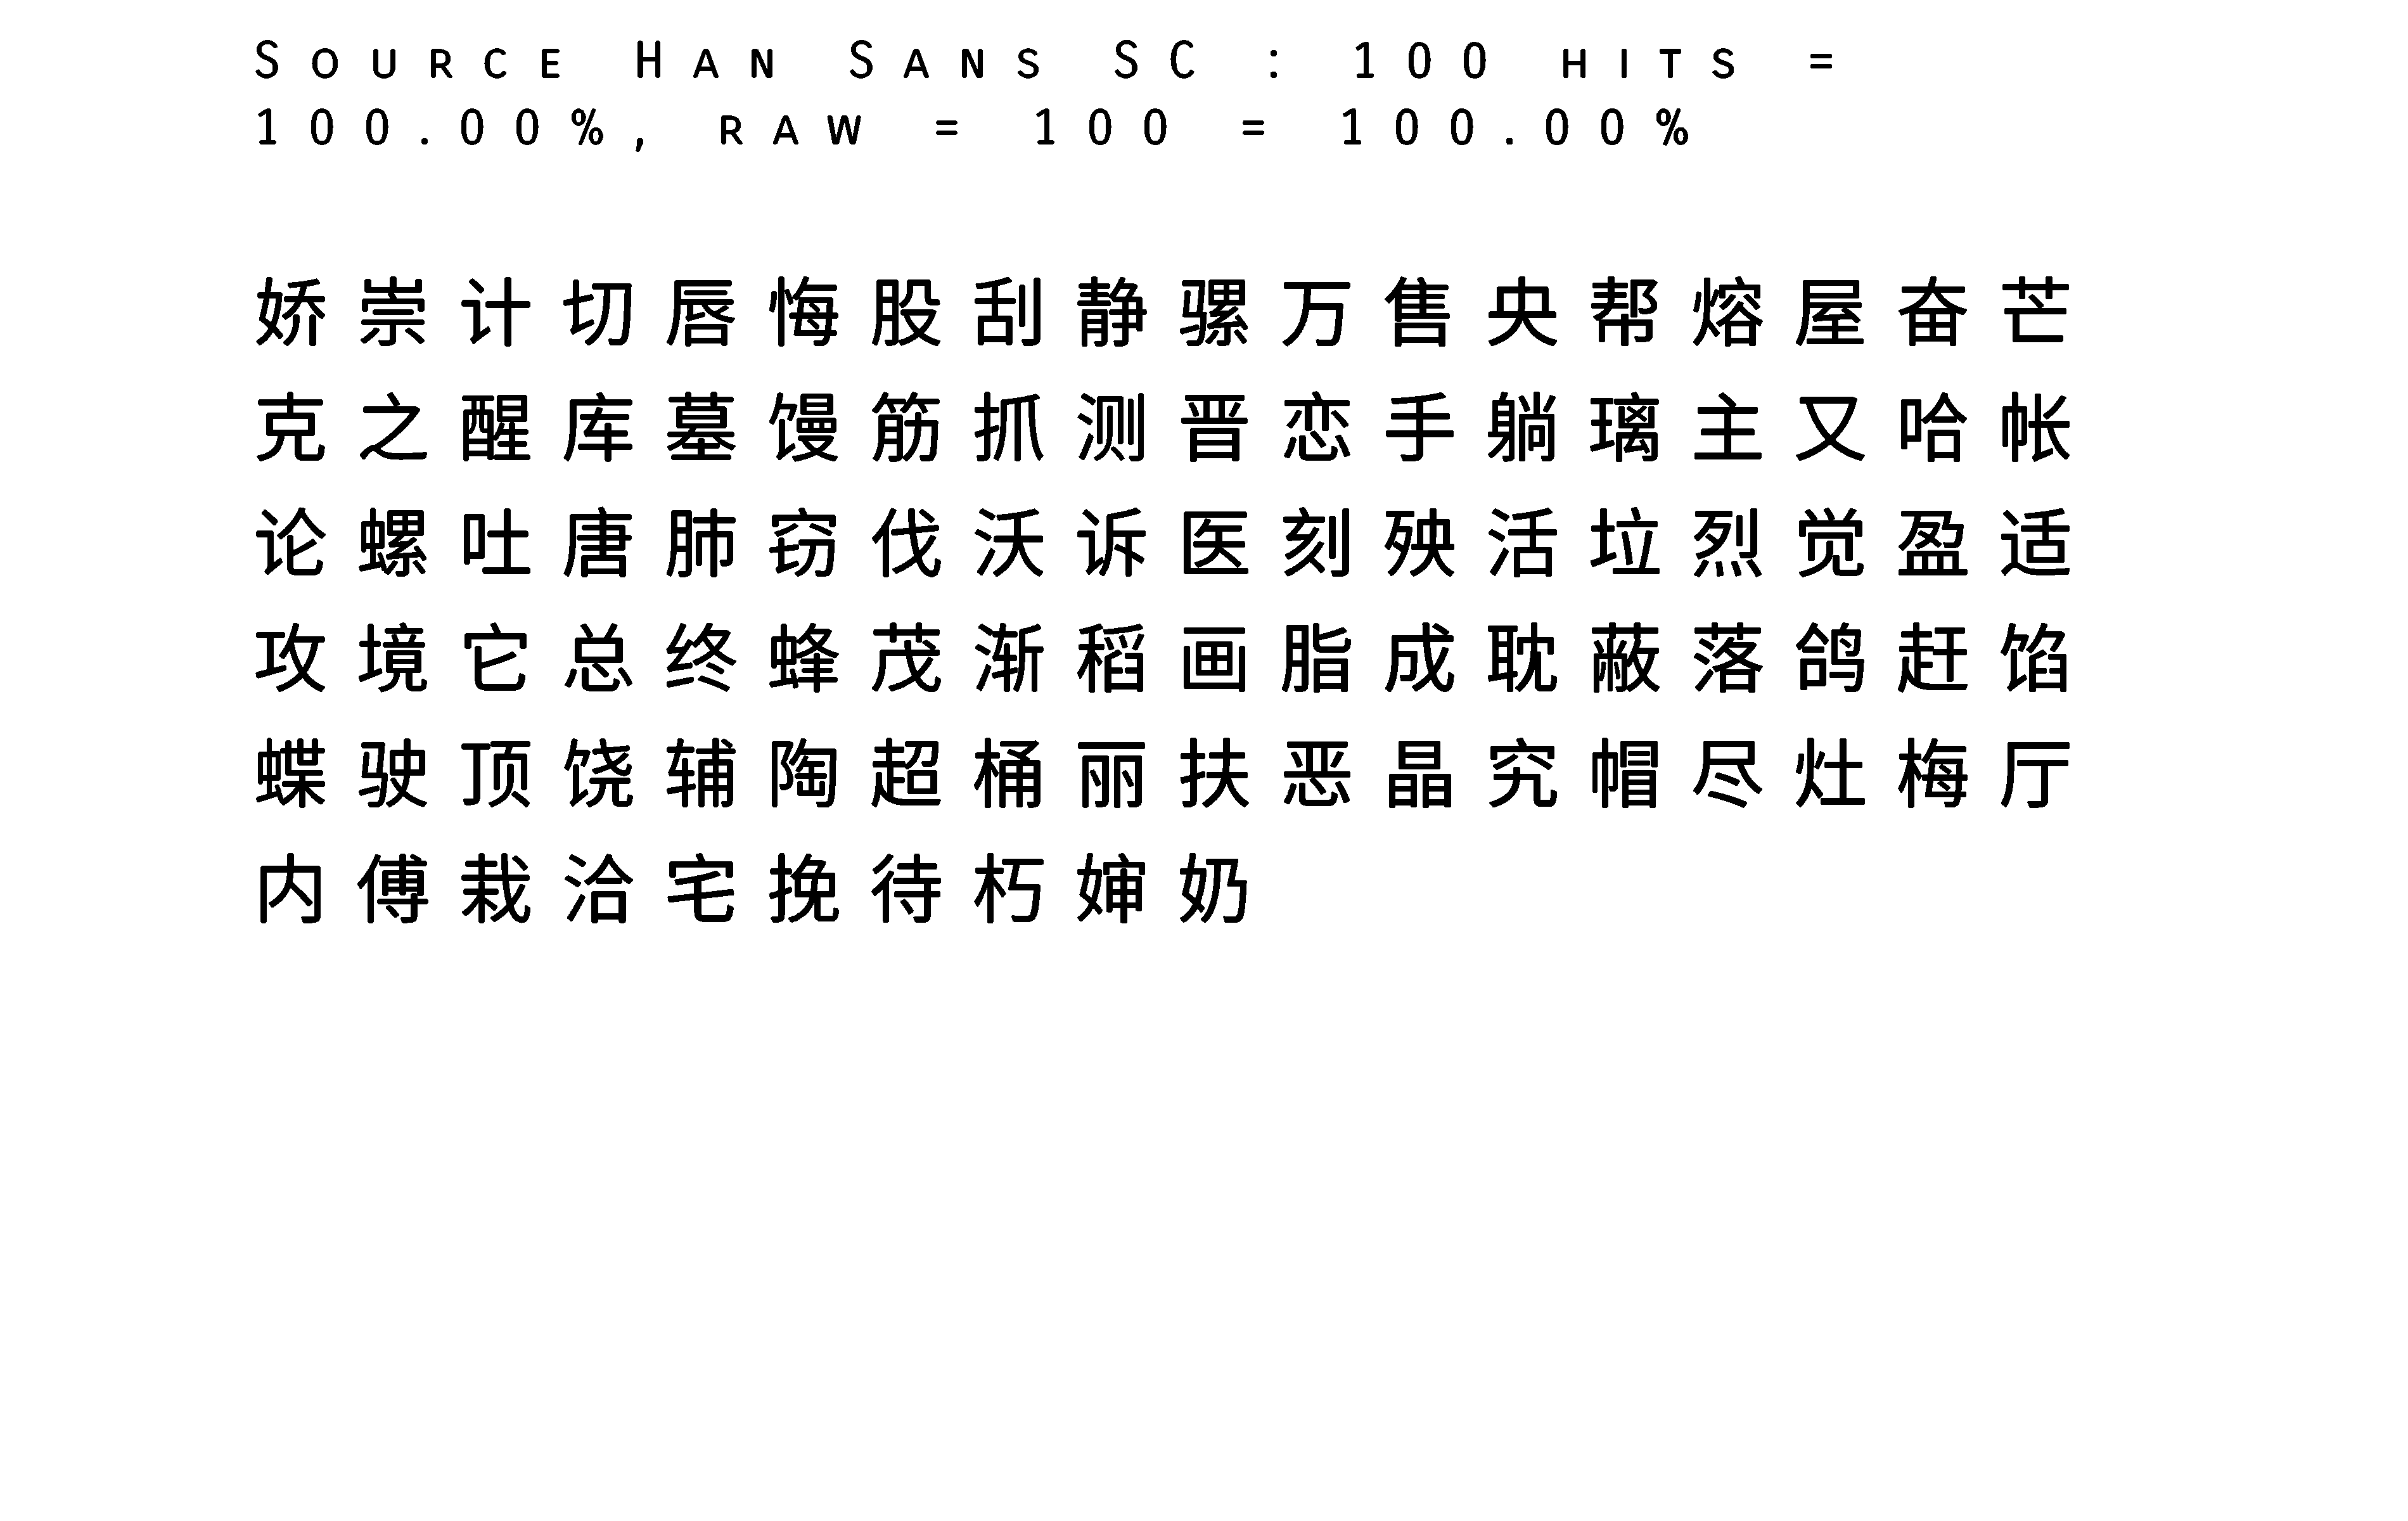 Source Han Sans SC : 100 hits =
100.00%, raw = 100 = 100.00%
娇崇计切唇悔股刮静骡万售央帮熔屋奋芒
克之醒库墓馒筋抓测晋恋手躺璃主又哈帐
论螺吐唐肺窃伐沃诉医刻殃活垃烈觉盈适
攻境它总终蜂茂渐稻画脂成耽蔽落鸽赶馅
蝶驶顶饶辅陶超桶丽扶恶晶究帽尽灶梅厅
内傅栽洽宅挽待朽婶奶